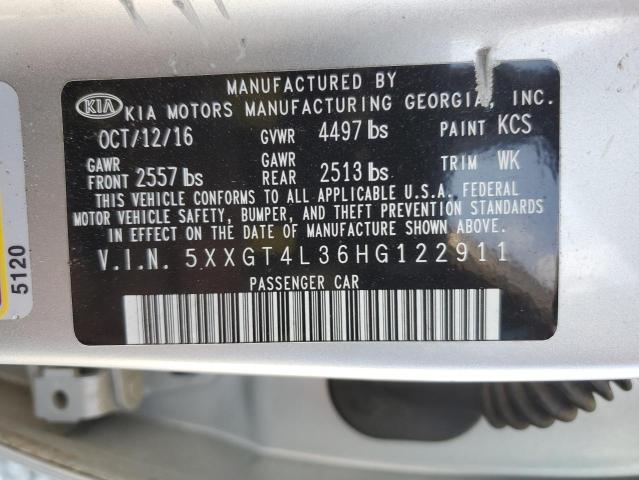 MANUFACTURED BY
KIA KIA MOTORS MANUFACTURING GEORGIA, INC.
OCT/12/16 GVWR 4497 lbs PAINT KCS
GAWR FRONT 2557 lbs GAWR REAR 2513 lbs TRIM WK
THIS VEHICLE CONFORMS TO ALL APPLICABLE U.S.A. FEDERAL
MOTOR VEHICLE SAFETY, BUMPER, AND THEFT PREVENTION STANDARDS
IN EFFECT ON THE DATE OF MANUFACTURE SHOWN ABOVE.
V.I.N. 5XXGT4L36HG122911
PASSENGER CAR
5120